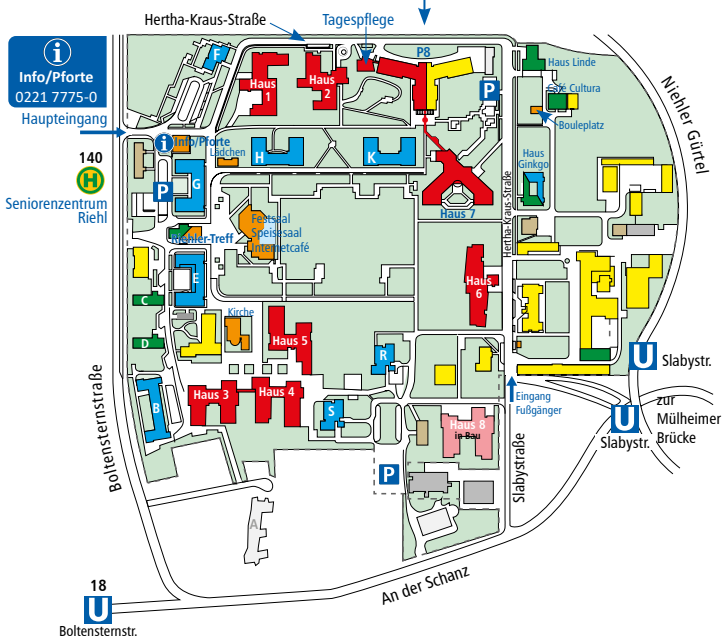 Hertha-Kraus-Straße
Tagespflege
P8
i
Info/Pforte
0221 7775-0
Haupteingang
F
Haus
1
Haus
2
P
Haus Linde
Café Cultura
Bouleplatz
Niehler Gürtel
i Info/Pforte
Lädchen
H
K
140
H
Seniorenzentrum
Riehl
P
G
Haus
Ginkgo
Haus 7
Hertha-Kraus-Straße
Riehler-Treff
Festsaal
Speisesaal
Internetcafé
E
Haus
6
C
Kirche
D
Haus 5
R
U
Slabystr.
B
Haus 3
Haus 4
S
Eingang
Fußgänger
U
Slabystr.
zur
Mülheimer
Brücke
Haus 8
in Bau
P
Slabystraße
Boltensternstraße
A
An der Schanz
18
U
Boltensternstr.